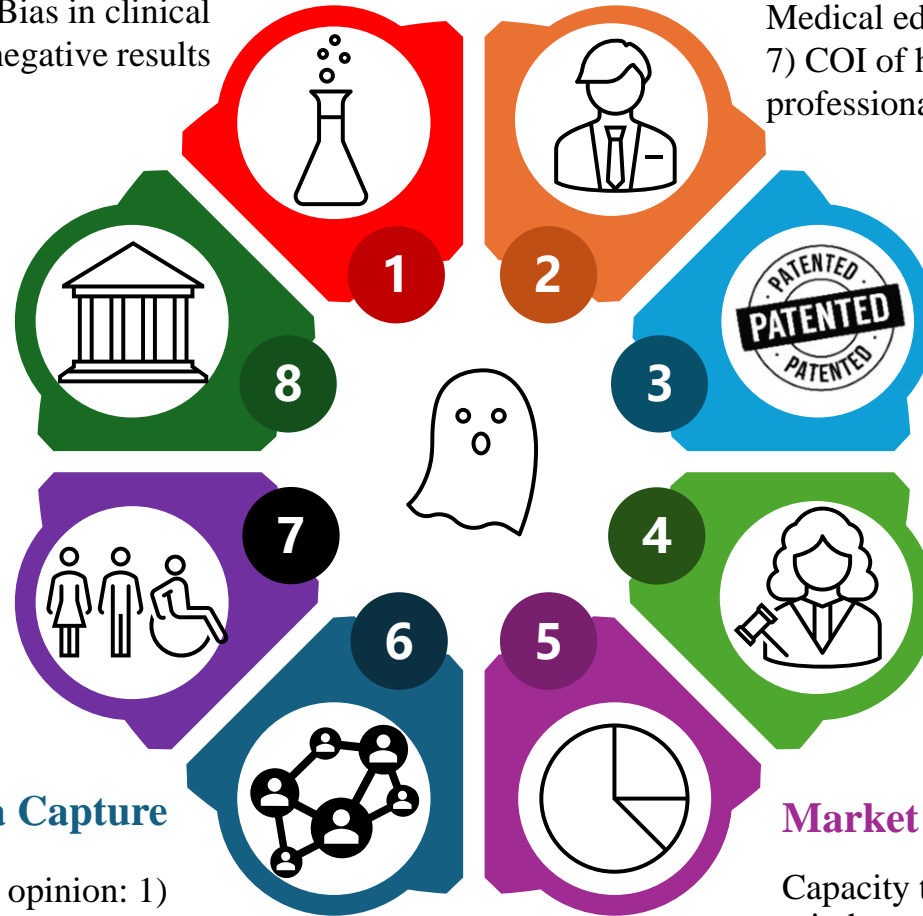 Bias in clinical
negative results
Medical ed
7) COI of h
professiona
1
2
PATENTED
PATENTED
PATENTED
3
8
4
7
6
5
a Capture
opinion: 1)
Market
Capacity t